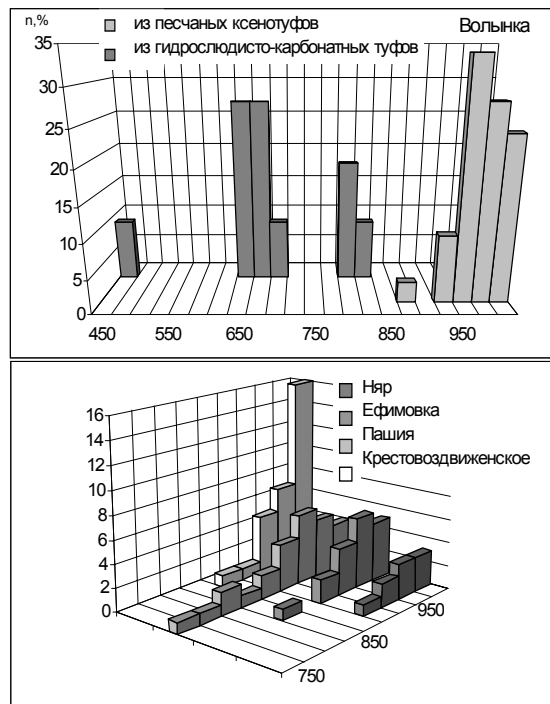 n,%
из песчаных ксенотуфов
Волынка
из гидрослюдисто-карбонатных туфов
35
30
25
20
15
10
5
0
450 550 650 750 850 950
Няр
Ефимовка
Пашия
Крестовоздвиженское
16
14
12
10
8
6
4
2
0
950
850
750